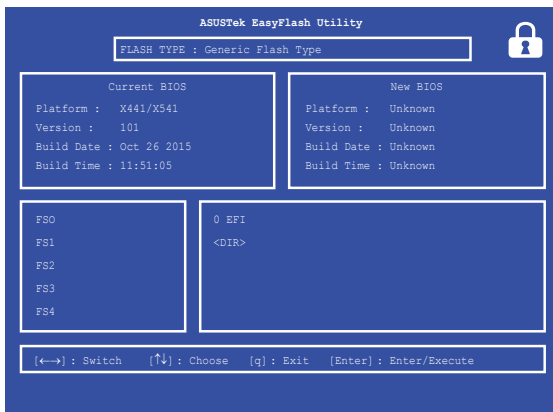 ASUSTek EasyFlash Utility
FLASH TYPE : Generic Flash Type
Current BIOS
Platform : X441/X541
Version : 101
Build Date : Oct 26 2015
Build Time : 11:51:05
New BIOS
Platform : Unknown
Version : Unknown
Build Date : Unknown
Build Time : Unknown
FSO
FS1
FS2
FS3
FS4
0 EFI
<DIR>
[←→] : Switch [↑↓] : Choose [q] : Exit [Enter] : Enter/Execute